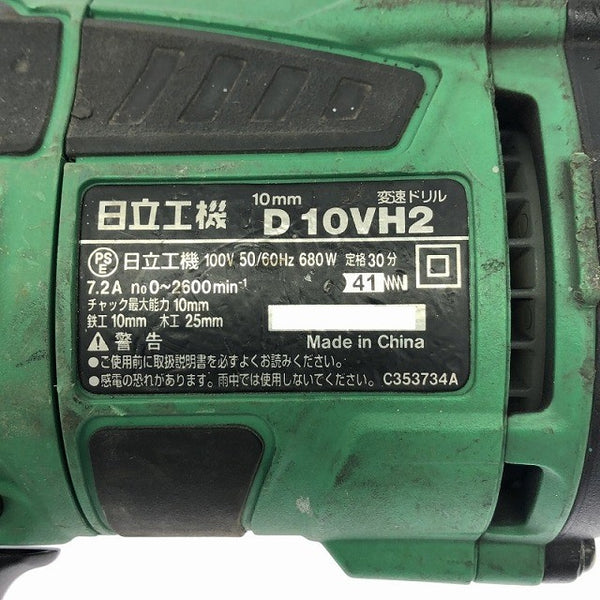 10mm 変速ドリル
日立工機 D 10VH2
PS E 日立工機 100V 50/60Hz 680W 定格30分
7.2A no0~2600min-1 41
チャック最大能力 10mm
鉄工 10mm 木工 25mm
Made in China
警告
●ご使用前に取扱説明書を必ずよくお読みください。
●感電の恐れがあります。雨中では使用しないでください。 C353734A